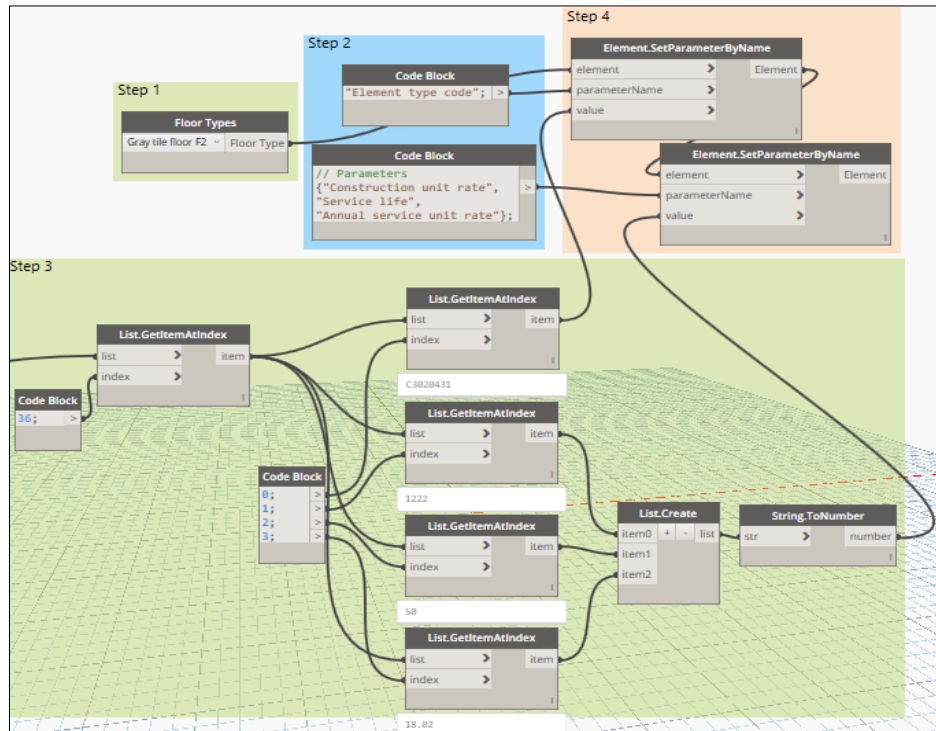 Step 1
Floor Types
Gray tile floor F2 Floor Type
Step 2
Code Block
"Element type code"; >
Code Block
// Parameters
{"Construction unit rate", >
"Service life",
"Annual service unit rate"};
Step 4
Element.SetParameterByName
element > Element
parameterName >
value >
Element.SetParameterByName
element > Element
parameterName >
value >
Step 3
List.GetItemAtIndex
list > item
index >
Code Block
36; >
Code Block
0; >
1; >
2; >
3; >
List.GetItemAtIndex
list > item
index >
C3020431
List.GetItemAtIndex
list > item
index >
1222
List.GetItemAtIndex
list > item
index >
50
List.GetItemAtIndex
list > item
index >
18.02
List.Create
item0 + - list
item1
item2
String.ToNumber
str > number